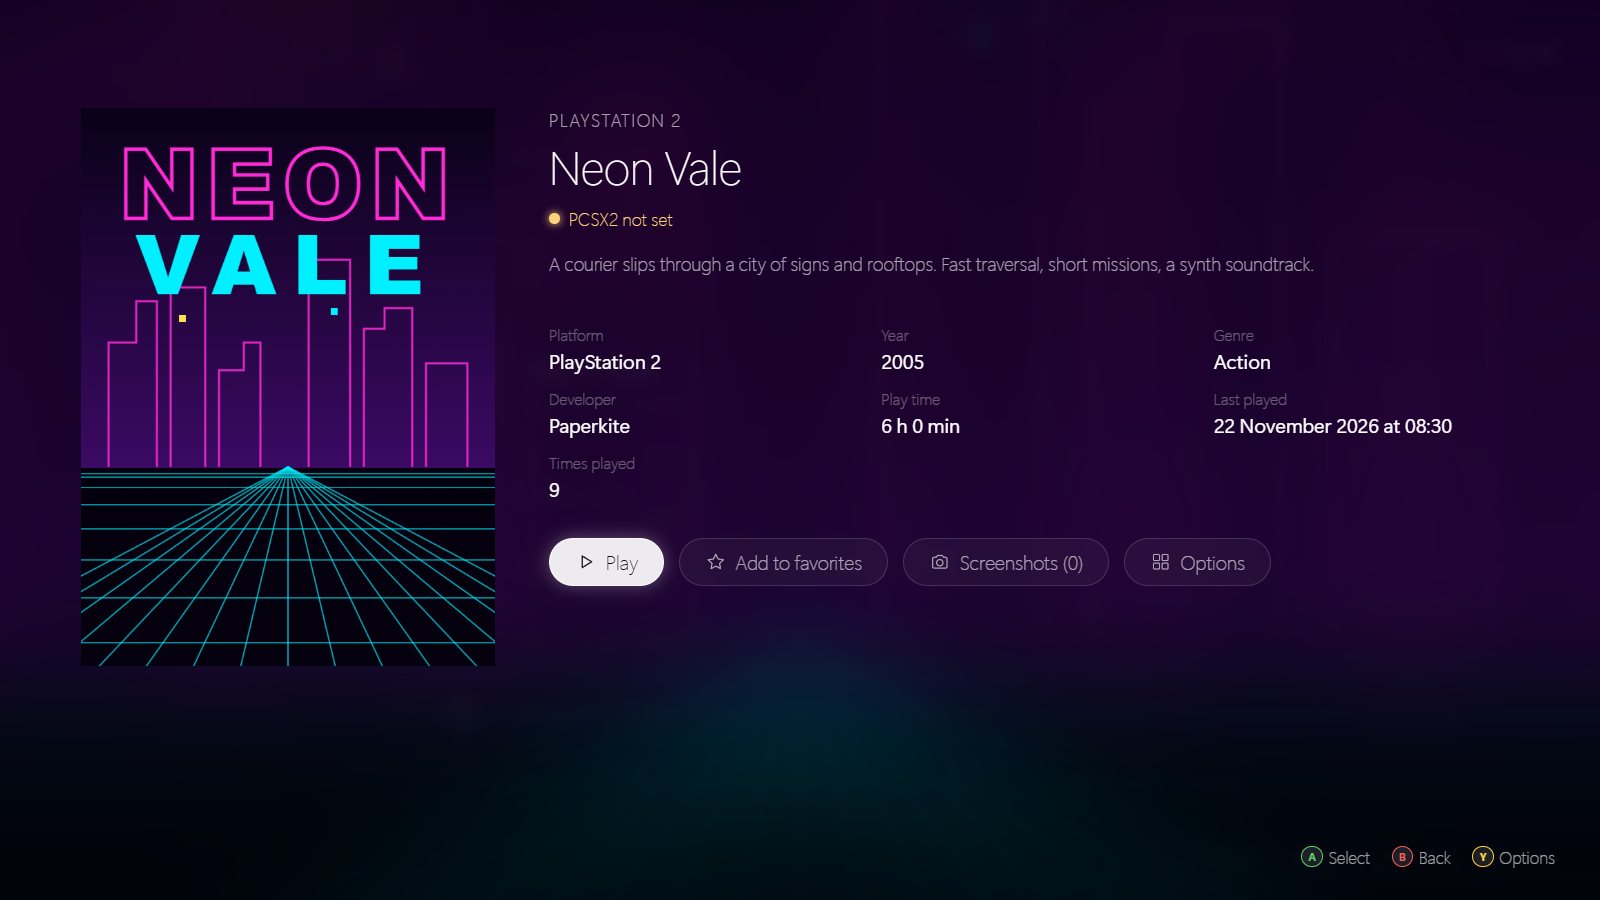 NEON
VALE
PLAYSTATION 2
Neon Vale
PCSX2 not set
A courier slips through a city of signs and rooftops. Fast traversal, short missions, a synth soundtrack.
Platform
PlayStation 2
Year
2005
Genre
Action
Developer
Paperkite
Play time
6 h 0 min
Last played
22 November 2026 at 08:30
Times played
9
Play
Add to favorites
Screenshots (0)
Options
A Select
B Back
Y Options